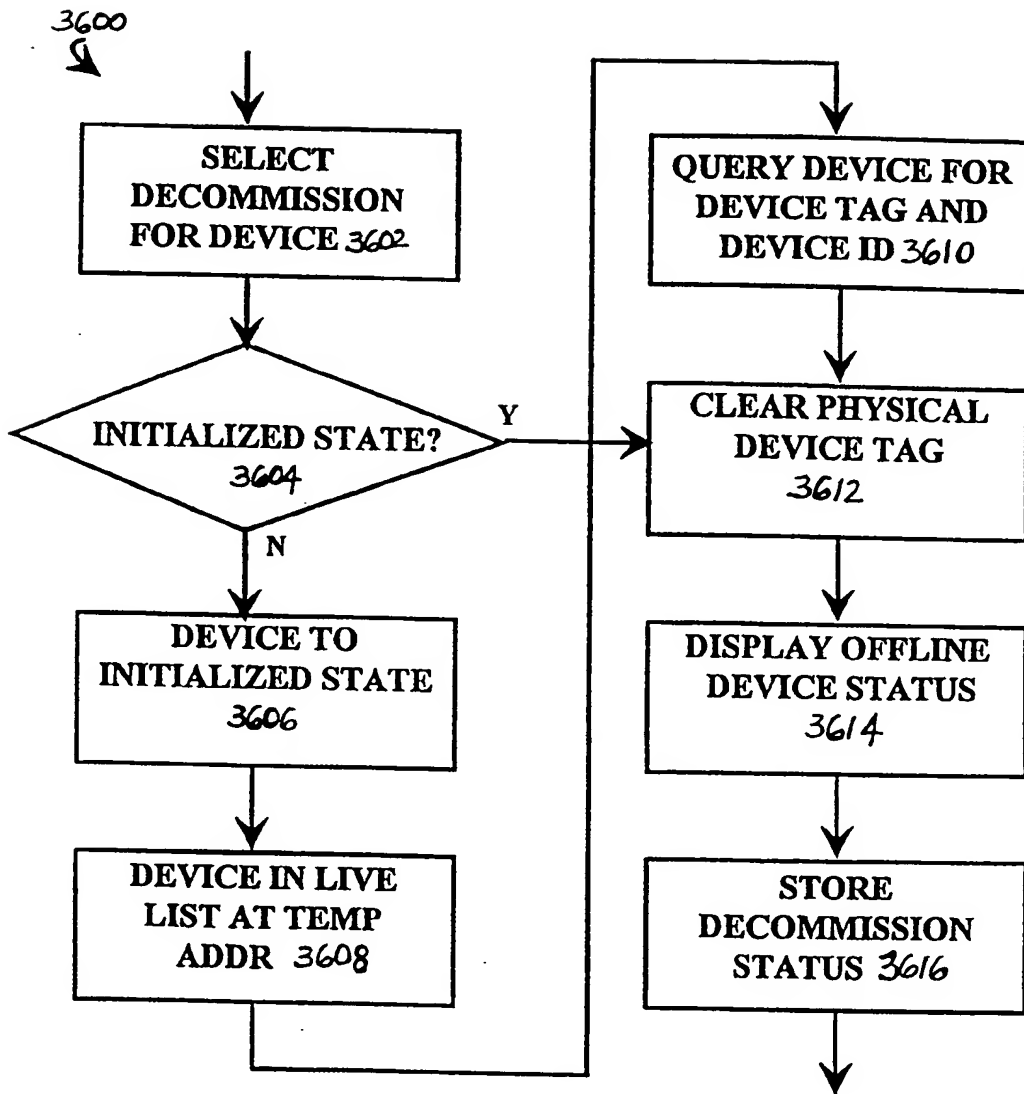 3600
SELECT
DECOMMISSION
FOR DEVICE 3602
INITIALIZED STATE?
3604
Y
N
DEVICE TO
INITIALIZED STATE
3606
DEVICE IN LIVE
LIST AT TEMP
ADDR 3608
QUERY DEVICE FOR
DEVICE TAG AND
DEVICE ID 3610
CLEAR PHYSICAL
DEVICE TAG
3612
DISPLAY OFFLINE
DEVICE STATUS
3614
STORE
DECOMMISSION
STATUS 3616